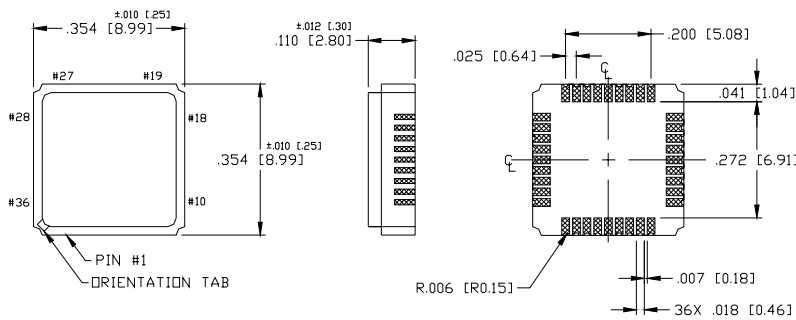 ±.010 [.25]
.354 [8.99]
±.012 [.30]
.110 [2.80]
.200 [5.08]
.025 [0.64]
#27
#19
.041 [1.04]
#28
#18
±.010 [.25]
.354 [8.99]
.272 [6.91]
#36
#10
PIN #1
ORIENTATION TAB
R.006 [R0.15]
.007 [0.18]
36X .018 [0.46]
CL
CL